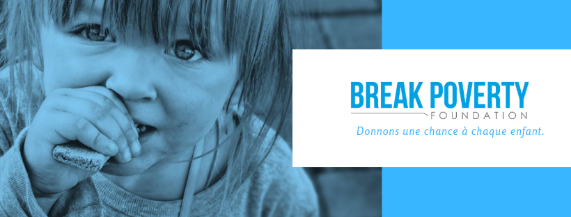 BREAK POVERTY
FOUNDATION
Donnons une chance à chaque enfant.